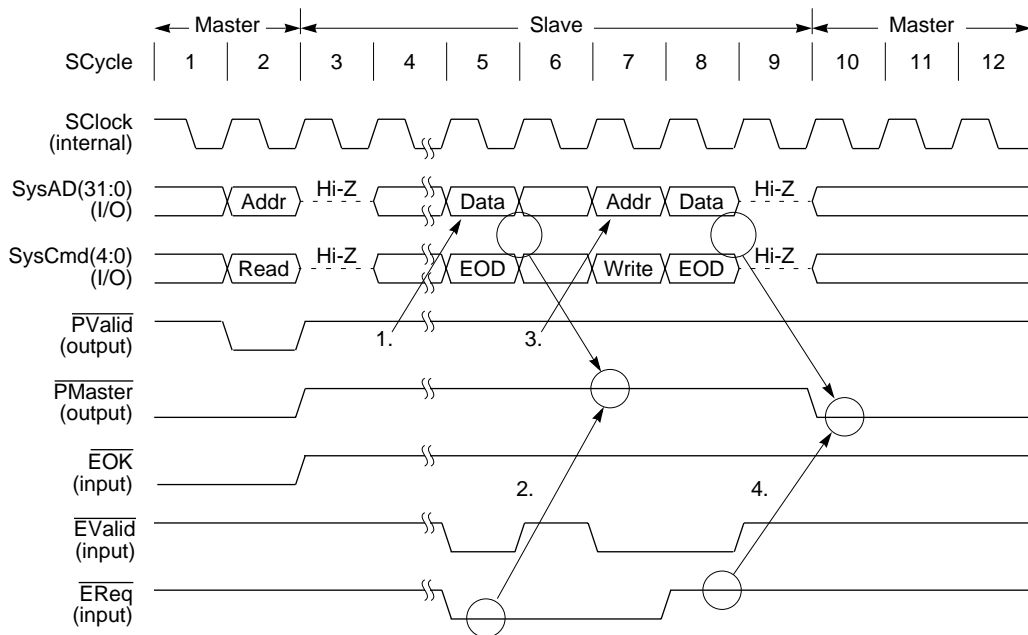 Master Slave Master
SCycle 1 2 3 4 5 6 7 8 9 10 11 12
SClock
(internal)
SysAD(31:0)
(I/O)
Addr Hi-Z Data Addr Data Hi-Z
SysCmd(4:0)
(I/O)
Read Hi-Z EOD Write EOD Hi-Z
1. 3.
PValid
(output)
PMaster
(output)
EOK
(input)
2. 4.
EValid
(input)
EReq
(input)